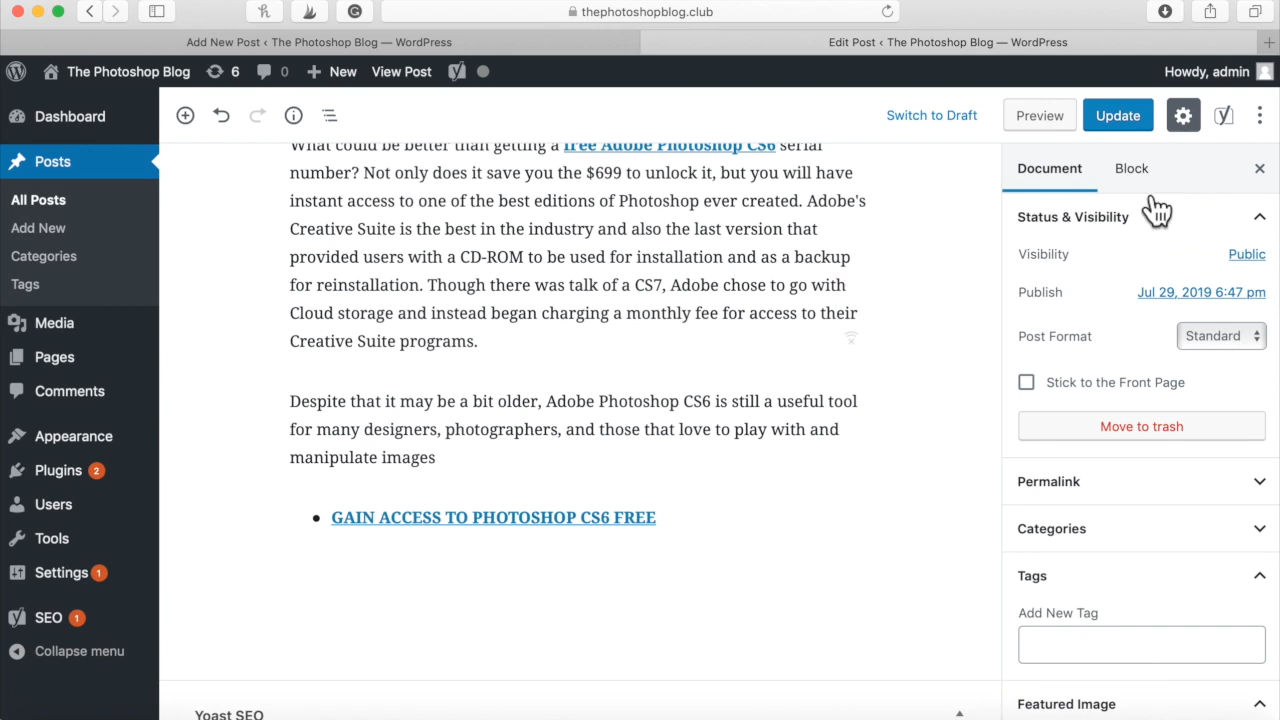 thephotoshopblog.club
Add New Post ‹ The Photoshop Blog — WordPress
Edit Post ‹ The Photoshop Blog — WordPress
The Photoshop Blog
6
0
New
View Post
Howdy, admin
Dashboard
Posts
All Posts
Add New
Categories
Tags
Media
Pages
Comments
Appearance
Plugins 2
Users
Tools
Settings 1
SEO 1
Collapse menu
Switch to Draft
Preview
Update
What could be better than getting a free Adobe Photoshop CS6 serial
number? Not only does it save you the $699 to unlock it, but you will have
instant access to one of the best editions of Photoshop ever created. Adobe's
Creative Suite is the best in the industry and also the last version that
provided users with a CD-ROM to be used for installation and as a backup
for reinstallation. Though there was talk of a CS7, Adobe chose to go with
Cloud storage and instead began charging a monthly fee for access to their
Creative Suite programs.
Despite that it may be a bit older, Adobe Photoshop CS6 is still a useful tool
for many designers, photographers, and those that love to play with and
manipulate images
• GAIN ACCESS TO PHOTOSHOP CS6 FREE
Yoast SEO
Document
Block
Status & Visibility
Visibility
Public
Publish
Jul 29, 2019 6:47 pm
Post Format
Standard
Stick to the Front Page
Move to trash
Permalink
Categories
Tags
Add New Tag
Featured Image